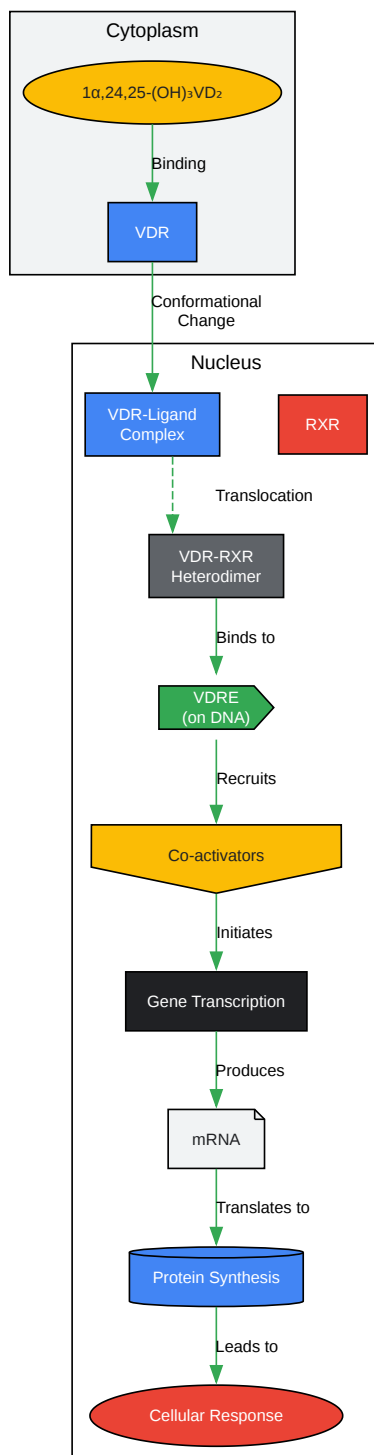 Cytoplasm
1α,24,25-(OH)₃VD₂
Binding
VDR
Conformational
Change
Nucleus
VDR-Ligand
Complex
RXR
Translocation
VDR-RXR
Heterodimer
Binds to
VDRE
(on DNA)
Recruits
Co-activators
Initiates
Gene Transcription
Produces
mRNA
Translates to
Protein Synthesis
Leads to
Cellular Response